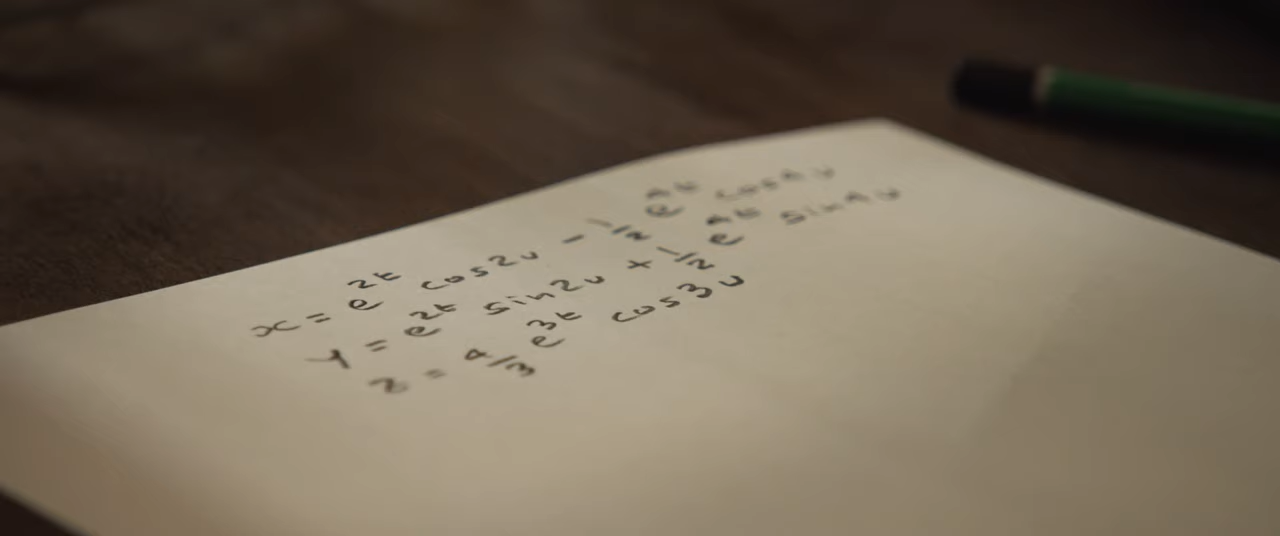 x = e^2t cos2u - 1/2 e^4t cos4u
y = e^2t sin2u + 1/2 e^4t sin4u
z = 4/3 e^3t cos3u